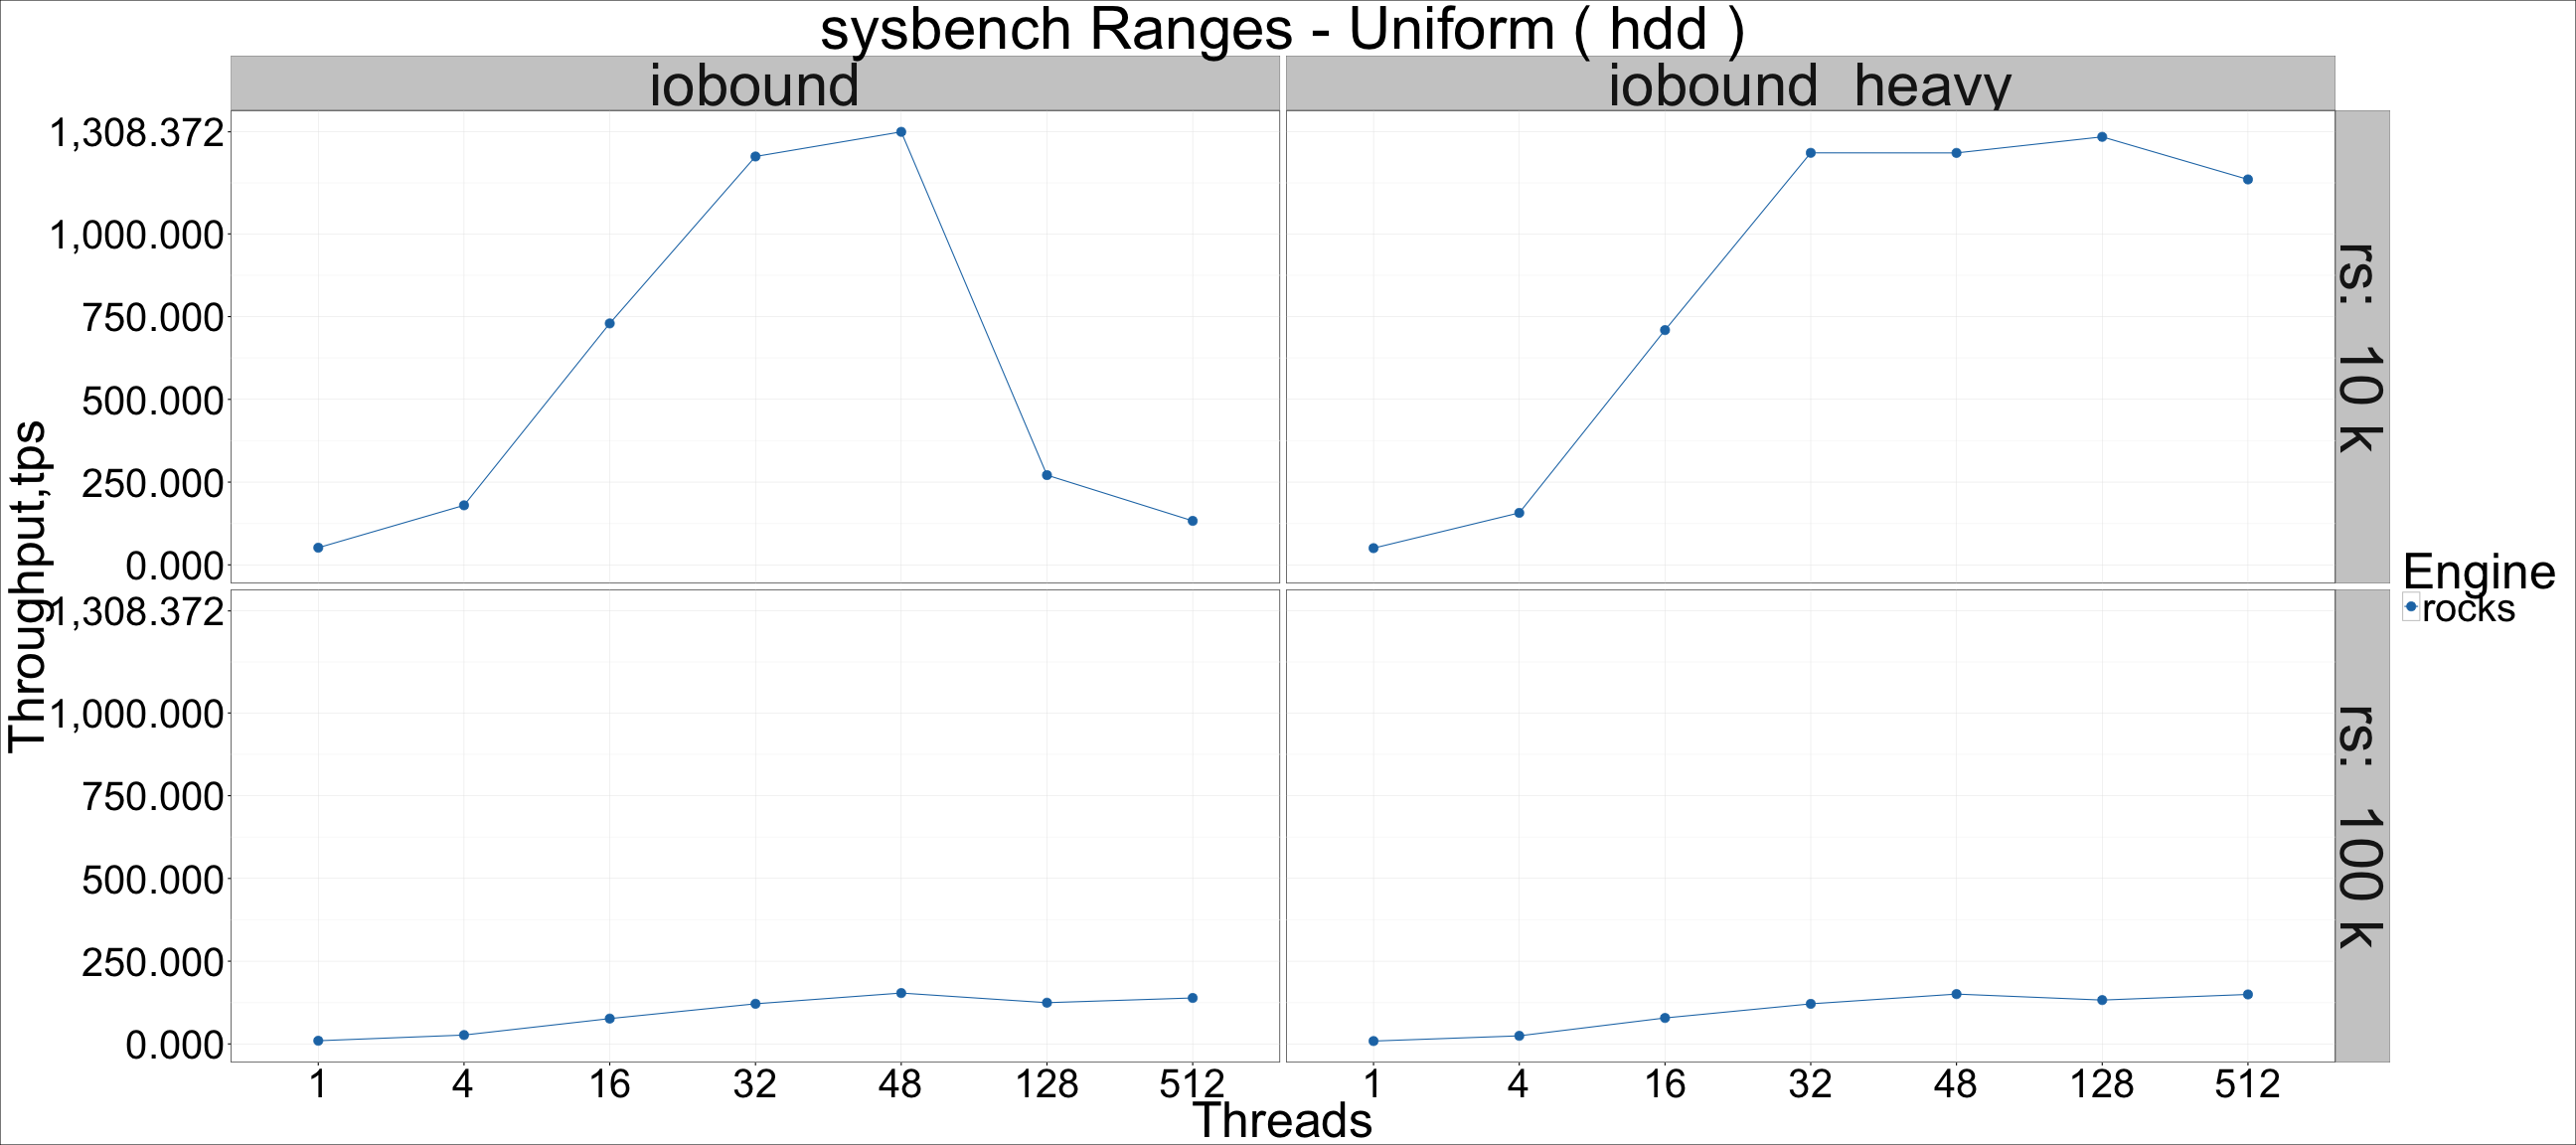 sysbench Ranges - Uniform ( hdd )
iobound
iobound heavy
1,308.372
1,000.000
750.000
500.000
250.000
0.000
rs: 10 k
1,308.372
1,000.000
750.000
500.000
250.000
0.000
rs: 100 k
Throughput,tps
1 4 16 32 48 128 512
1 4 16 32 48 128 512
Threads
Engine
rocks